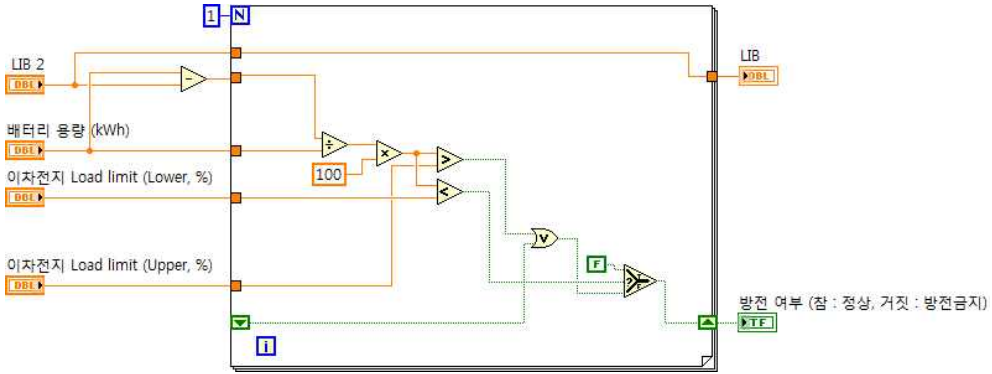 1 N
LIB 2
DBL
LIB
DBL
배터리 용량 (kWh)
DBL
100
이차전지 Load limit (Lower, %)
DBL
이차전지 Load limit (Upper, %)
DBL
F
? T F
방전 여부 (참 : 정상, 거짓 : 방전금지)
TF
i